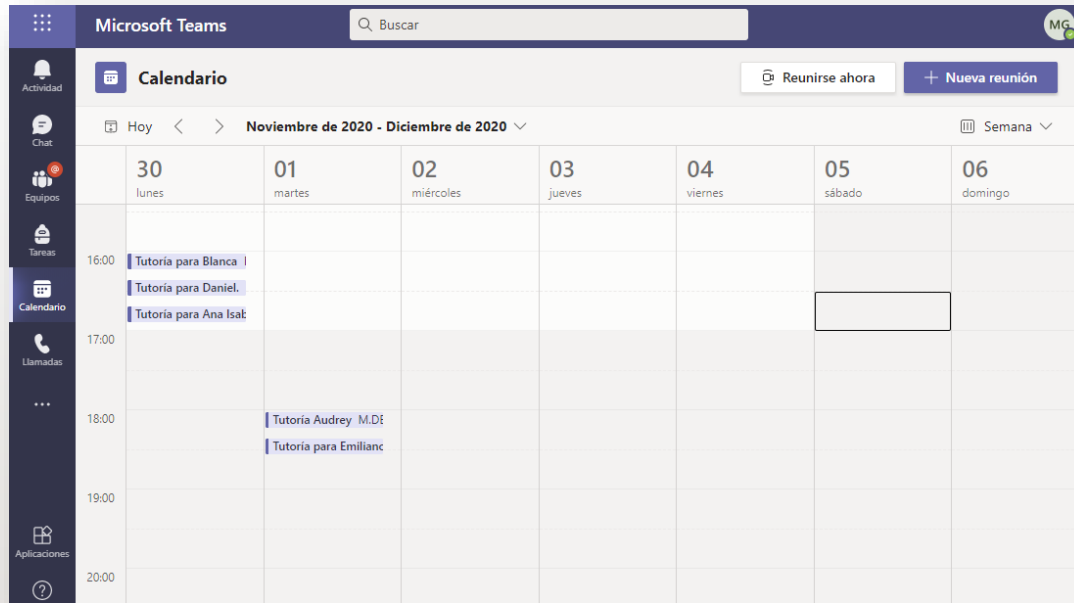 Microsoft Teams
Buscar
MG
Actividad
Chat
Equipos
Tareas
Calendario
Llamadas
Aplicaciones
Calendario
Reunirse ahora
Nueva reunión
Hoy
Noviembre de 2020 - Diciembre de 2020
Semana
30 01 02 03 04 05 06
lunes martes miércoles jueves viernes sábado domingo
16:00
Tutoría para Blanca
Tutoría para Daniel.
Tutoría para Ana Isab
17:00
18:00
Tutoría Audrey M.DE
Tutoría para Emiliano
19:00
20:00